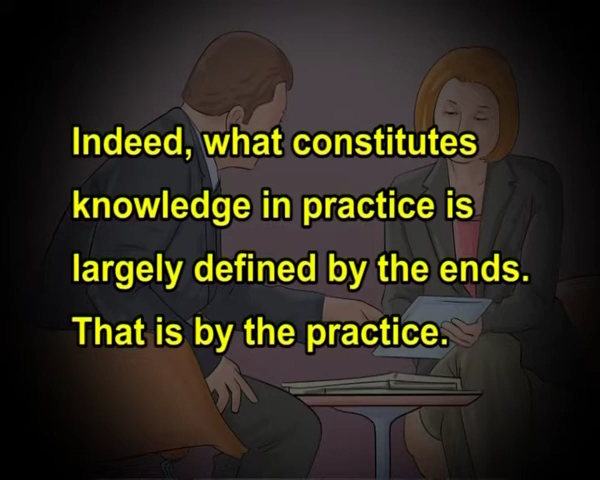 Indeed, what constitutes
knowledge in practice is
largely defined by the ends.
That is by the practice.